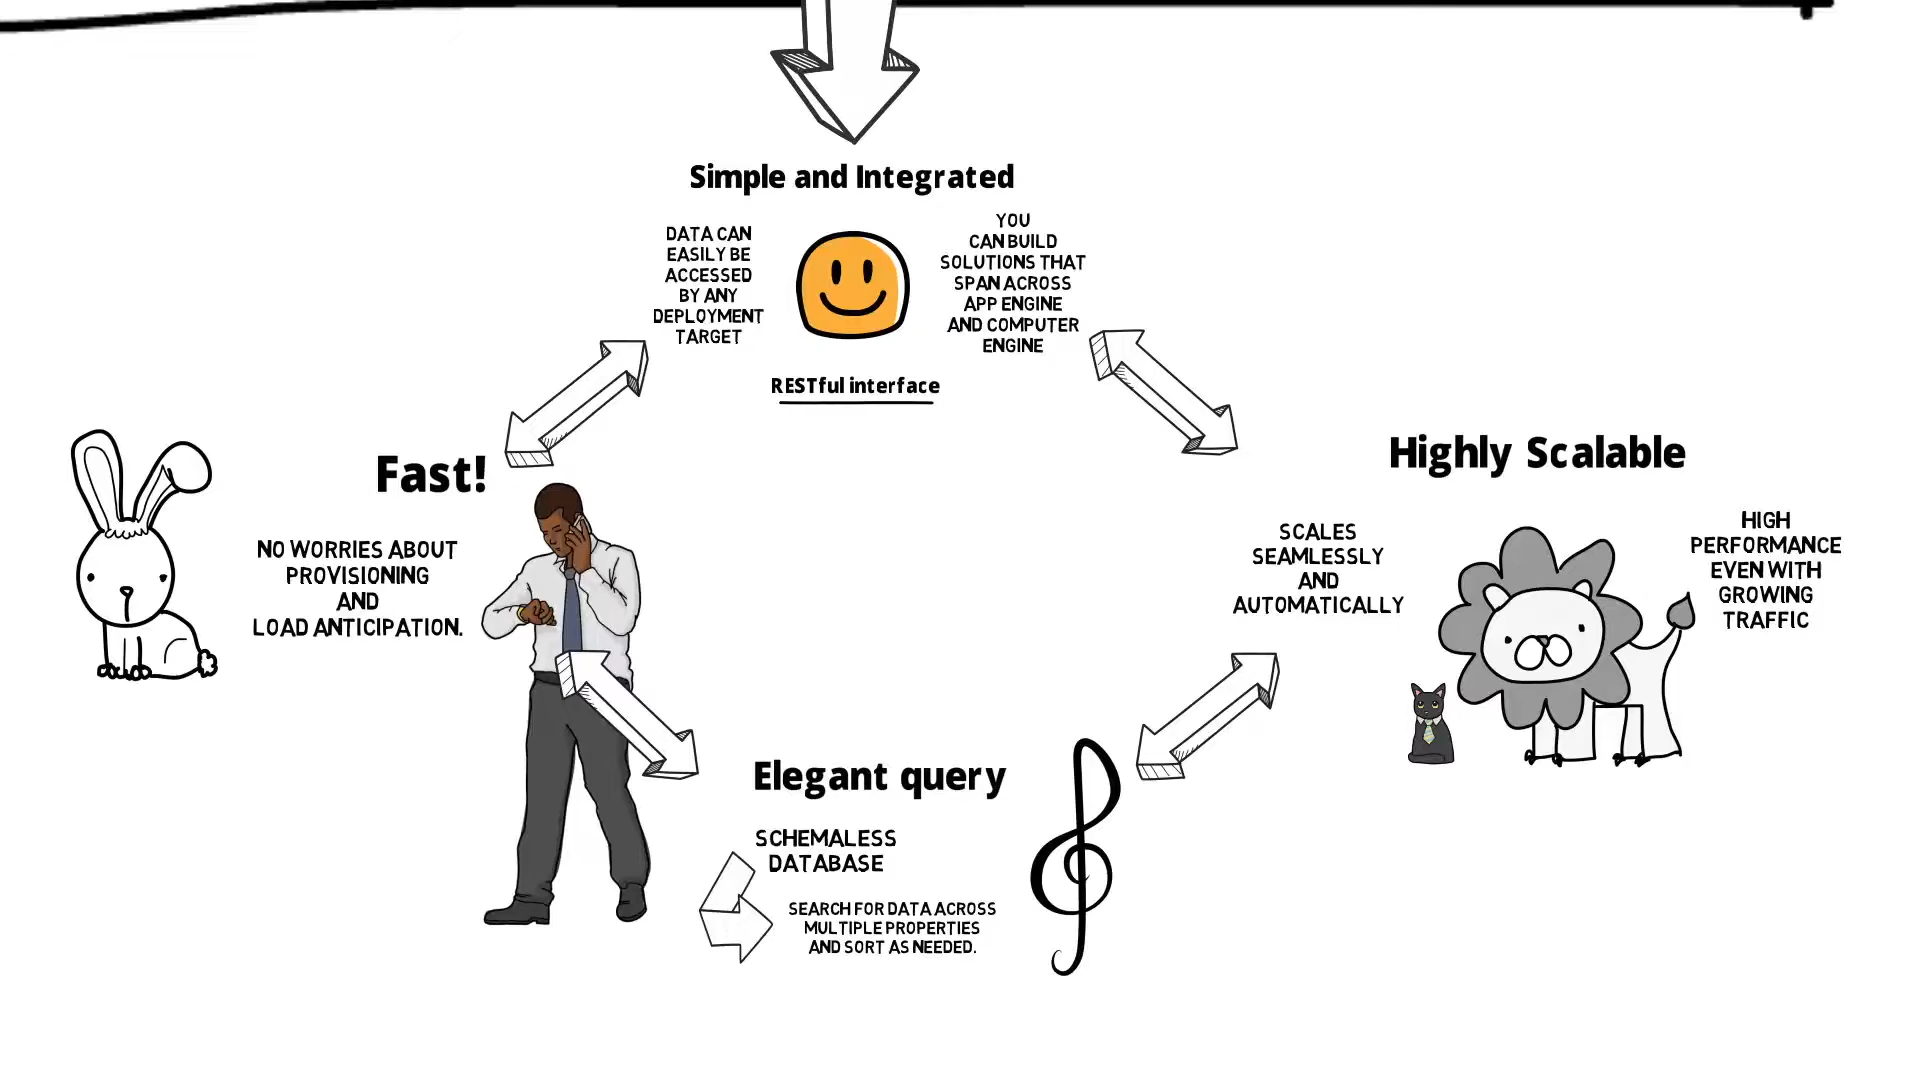 Simple and Integrated
DATA CAN
EASILY BE
ACCESSED
BY ANY
DEPLOYMENT
TARGET
YOU
CAN BUILD
SOLUTIONS THAT
SPAN ACROSS
APP ENGINE
AND COMPUTER
ENGINE
RESTful interface
Fast!
NO WORRIES ABOUT
PROVISIONING
AND
LOAD ANTICIPATION.
Highly Scalable
SCALES
SEAMLESSLY
AND
AUTOMATICALLY
HIGH
PERFORMANCE
EVEN WITH
GROWING
TRAFFIC
Elegant query
SCHEMALESS
DATABASE
SEARCH FOR DATA ACROSS
MULTIPLE PROPERTIES
AND SORT AS NEEDED.